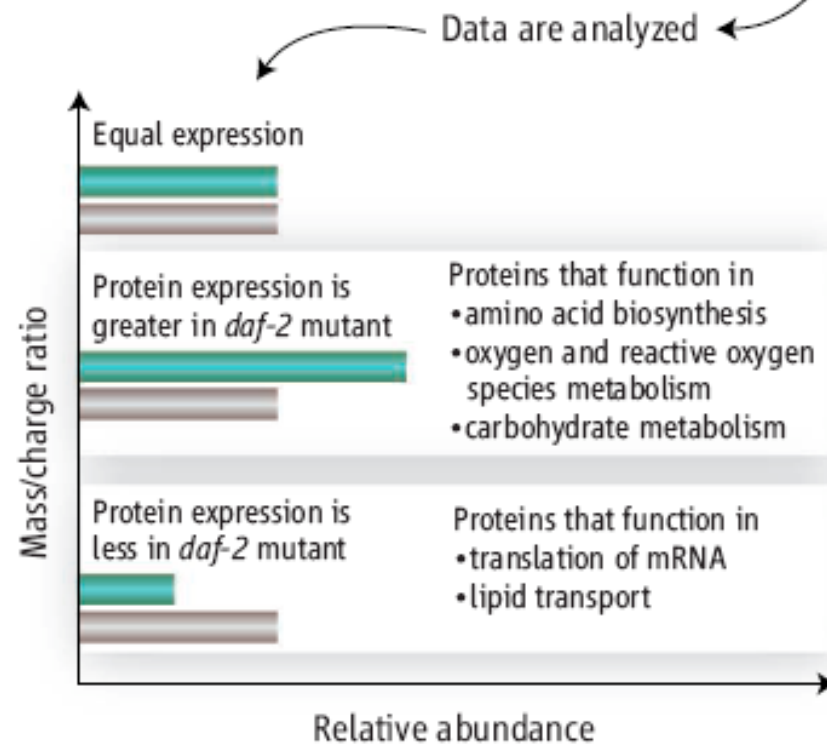 Data are analyzed
Equal expression
Protein expression is
greater in daf-2 mutant
Proteins that function in
•amino acid biosynthesis
•oxygen and reactive oxygen
species metabolism
•carbohydrate metabolism
Protein expression is
less in daf-2 mutant
Proteins that function in
•translation of mRNA
•lipid transport
Mass/charge ratio
Relative abundance